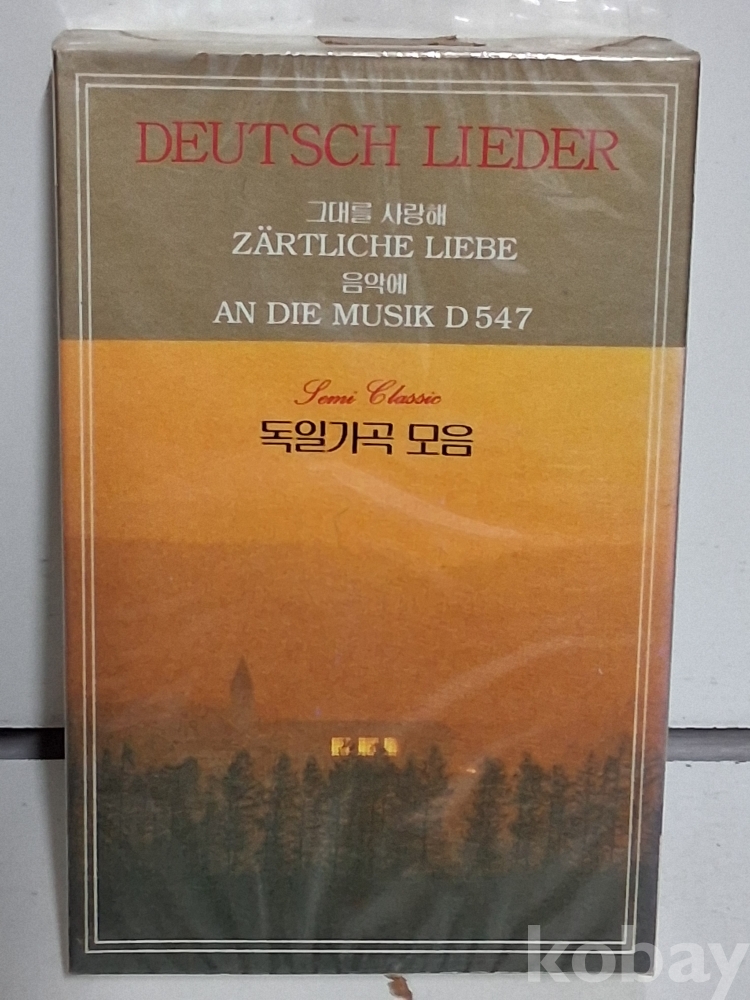 DEUTSCH LIEDER
그대를 사랑해
ZÄRTLICHE LIEBE
음악에
AN DIE MUSIK D 547
Semi Classic
독일가곡 모음
kobay